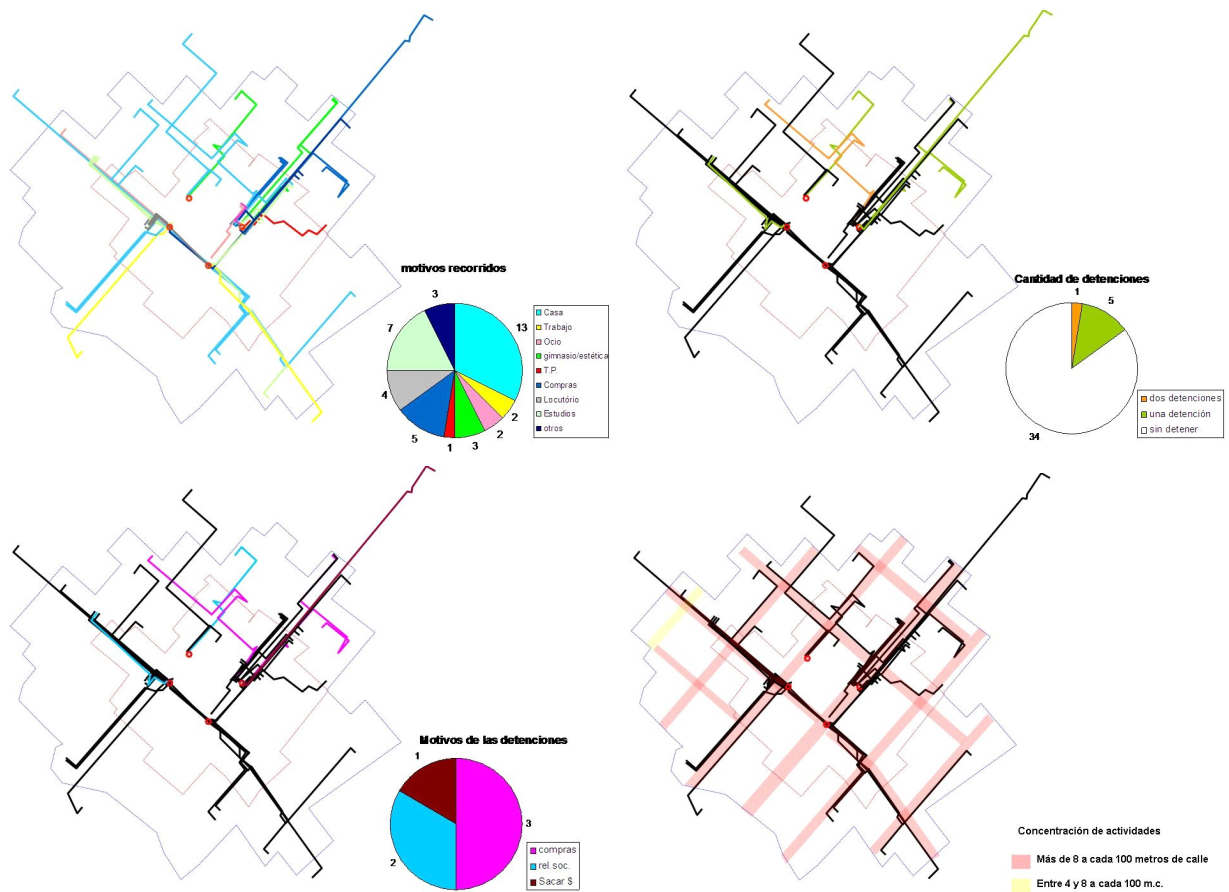 motivos recorridos
3
13
7
4
5
1
3
2
2
Casa
Trabajo
Ocio
gimnasio/estética
T.P.
Compras
Locutório
Estudios
otros
Cantidad de detenciones
1
5
34
dos detenciones
una detención
sin detener
Motivos de las detenciones
1
3
2
compras
rel. soc.
Sacar $
Concentración de actividades
Más de 8 a cada 100 metros de calle
Entre 4 y 8 a cada 100 m.c.